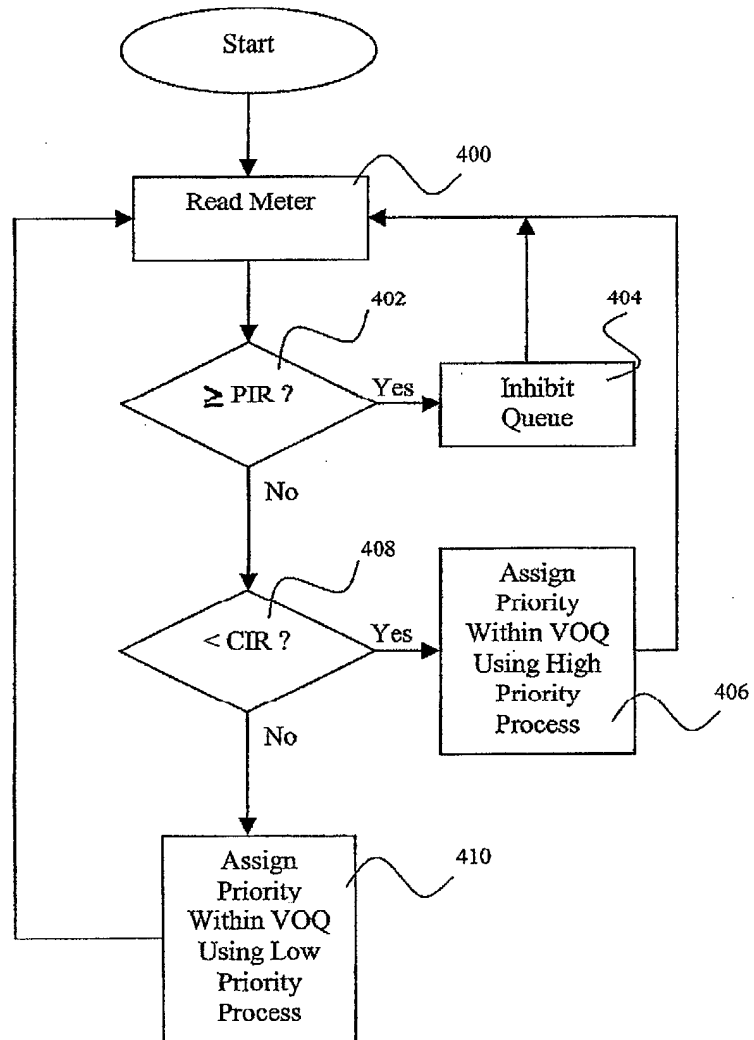 Start
400
Read Meter
402
≥ PIR ?
Yes
404
Inhibit
Queue
No
408
< CIR ?
Yes
Assign
Priority
Within VOQ
Using High
Priority
Process
406
No
Assign
Priority
Within VOQ
Using Low
Priority
Process
410